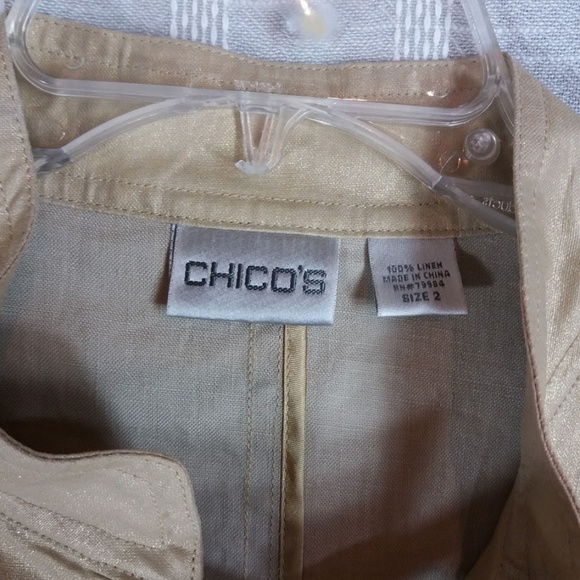 CHICO'S
100% LINEN
MADE IN CHINA
RN#79984
SIZE 2